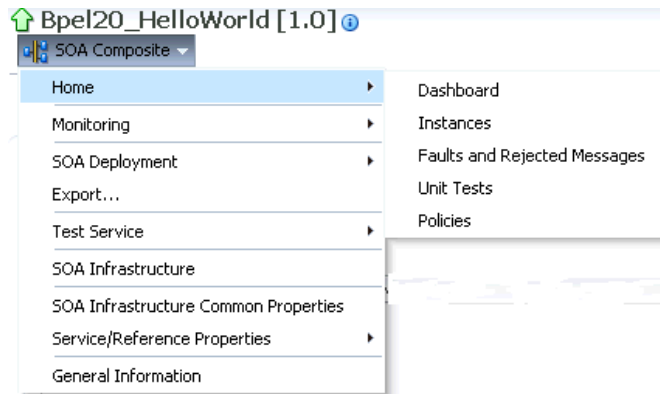 Bpel20_HelloWorld [1.0]
SOA Composite
Home
Monitoring
SOA Deployment
Export...
Test Service
SOA Infrastructure
SOA Infrastructure Common Properties
Service/Reference Properties
General Information
Dashboard
Instances
Faults and Rejected Messages
Unit Tests
Policies